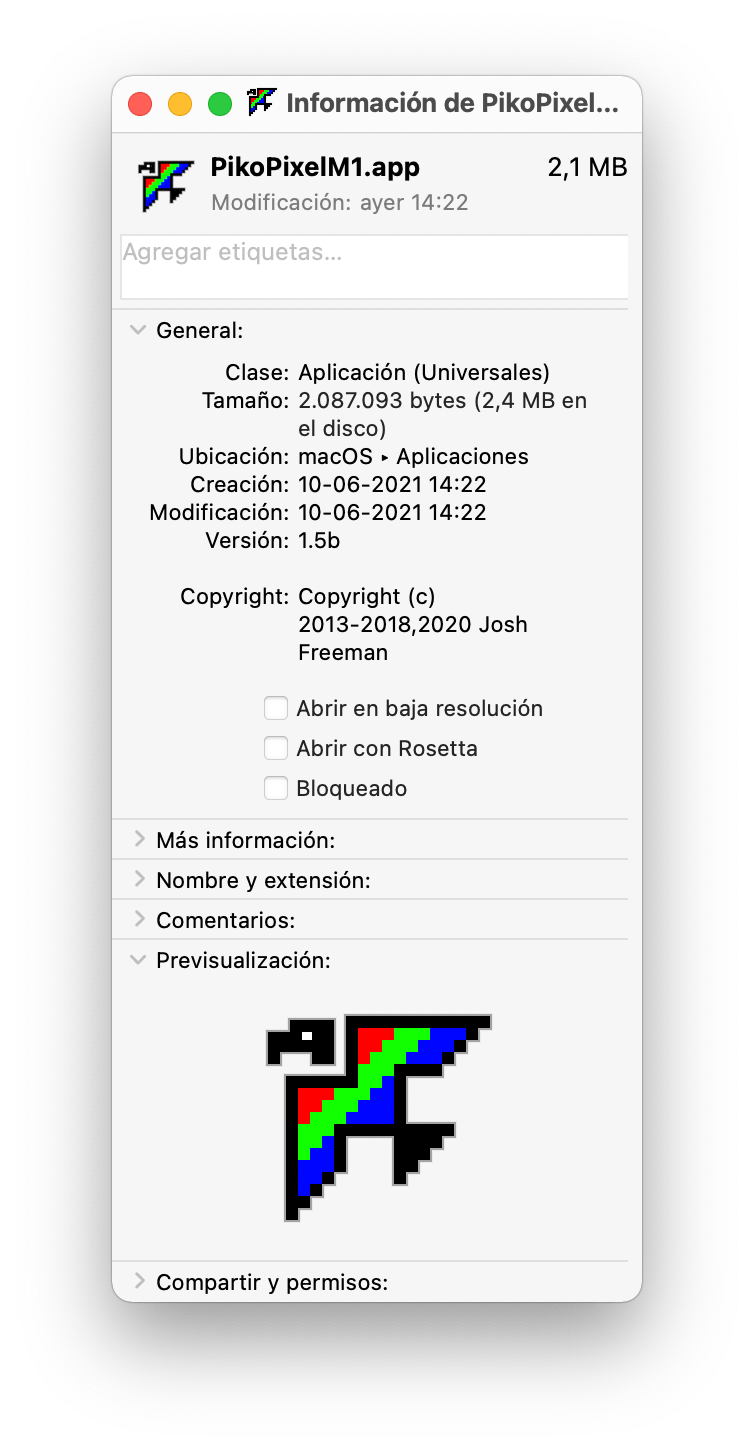 Información de PikoPixel...
PikoPixelM1.app 2,1 MB
Modificación: ayer 14:22
Agregar etiquetas...
General:
Clase: Aplicación (Universales)
Tamaño: 2.087.093 bytes (2,4 MB en
el disco)
Ubicación: macOS ▸ Aplicaciones
Creación: 10-06-2021 14:22
Modificación: 10-06-2021 14:22
Versión: 1.5b
Copyright: Copyright (c)
2013-2018,2020 Josh
Freeman
Abrir en baja resolución
Abrir con Rosetta
Bloqueado
Más información:
Nombre y extensión:
Comentarios:
Previsualización:
Compartir y permisos: